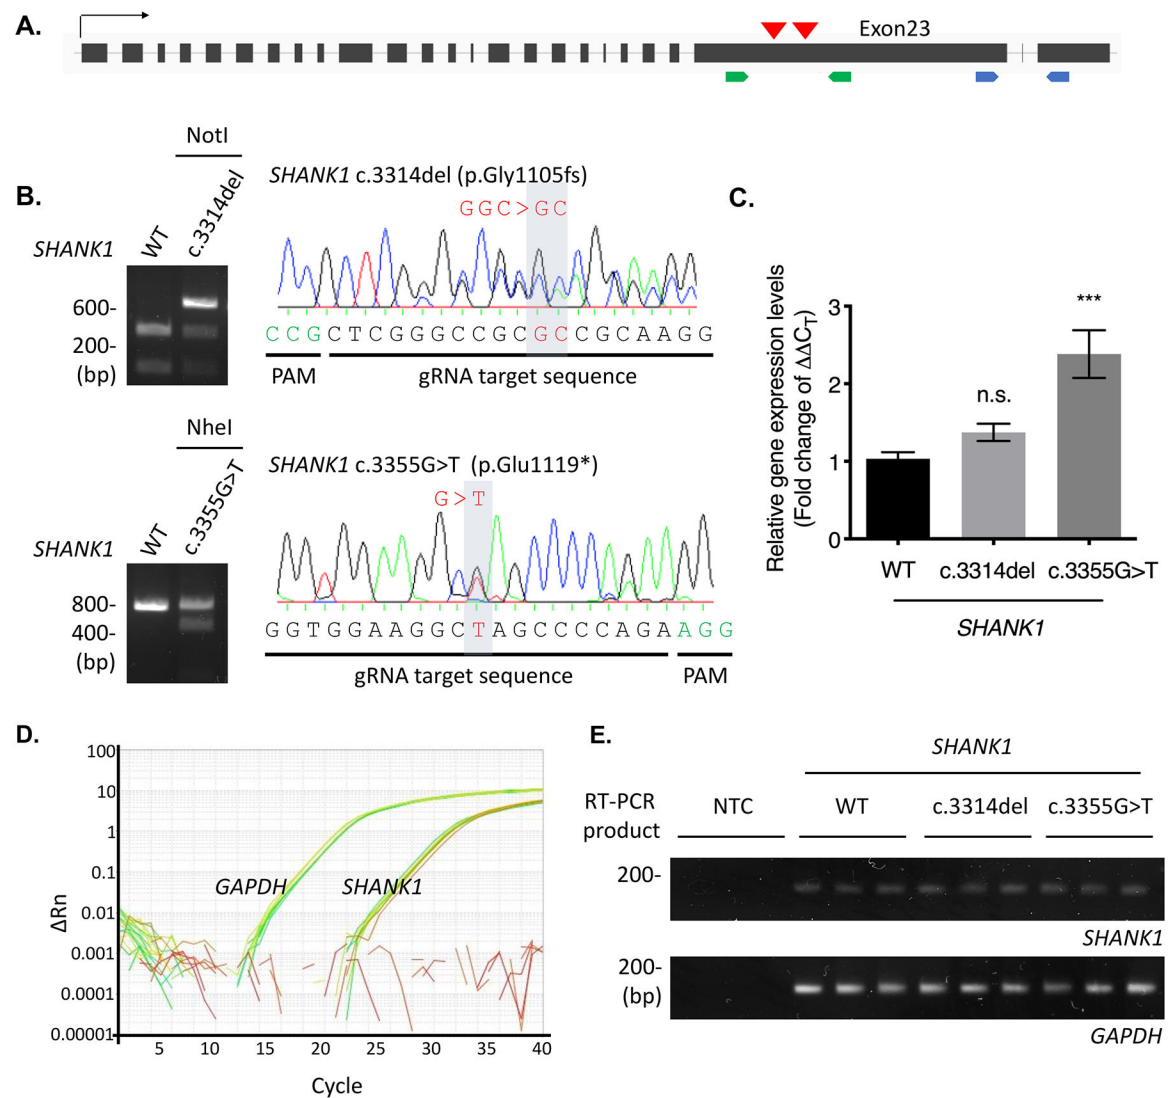 A.
Exon23
B.
NotI
SHANK1
WT
c.3314del
600-
200-
(bp)
SHANK1 c.3314del (p.Gly1105fs)
GGC>GC
CCGCTCGGGCCGCGCCGCAAGG
PAM
gRNA target sequence
NheI
SHANK1
WT
c.3355G>T
800-
400-
(bp)
SHANK1 c.3355G>T (p.Glu1119*)
G>T
GGTGGAAGGCTAGCCCCAGAAGG
gRNA target sequence
PAM
C.
Relative gene expression levels
(Fold change of ΔΔCT)
3
2
1
0
n.s.
***
WT
c.3314del
c.3355G>T
SHANK1
D.
ΔRn
100
10
1
0.1
0.01
0.001
0.0001
0.00001
GAPDH
SHANK1
5 10 15 20 25 30 35 40
Cycle
E.
SHANK1
RT-PCR
product
NTC
WT
c.3314del
c.3355G>T
200-
SHANK1
200-
(bp)
GAPDH